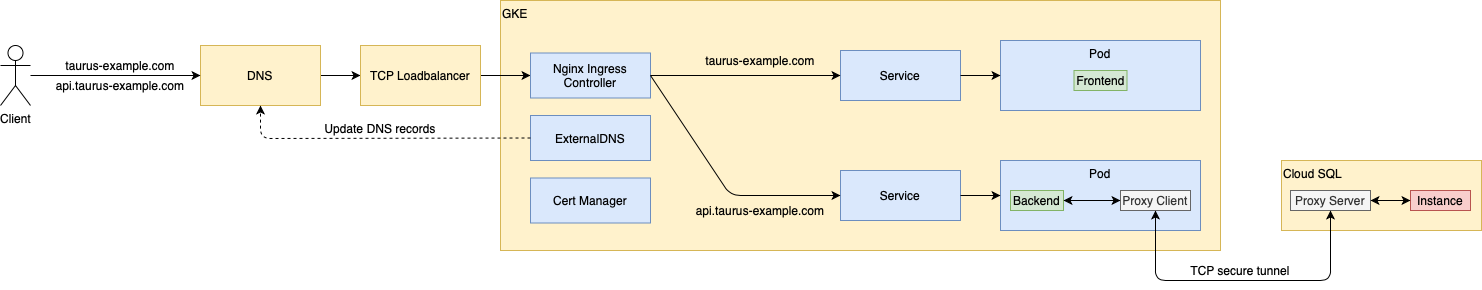 GKE
taurus-example.com
api.taurus-example.com
Client
DNS
TCP Loadbalancer
Nginx Ingress
Controller
taurus-example.com
Service
Pod
Frontend
Update DNS records
ExternalDNS
Cert Manager
api.taurus-example.com
Service
Pod
Backend
Proxy Client
Cloud SQL
Proxy Server
Instance
TCP secure tunnel